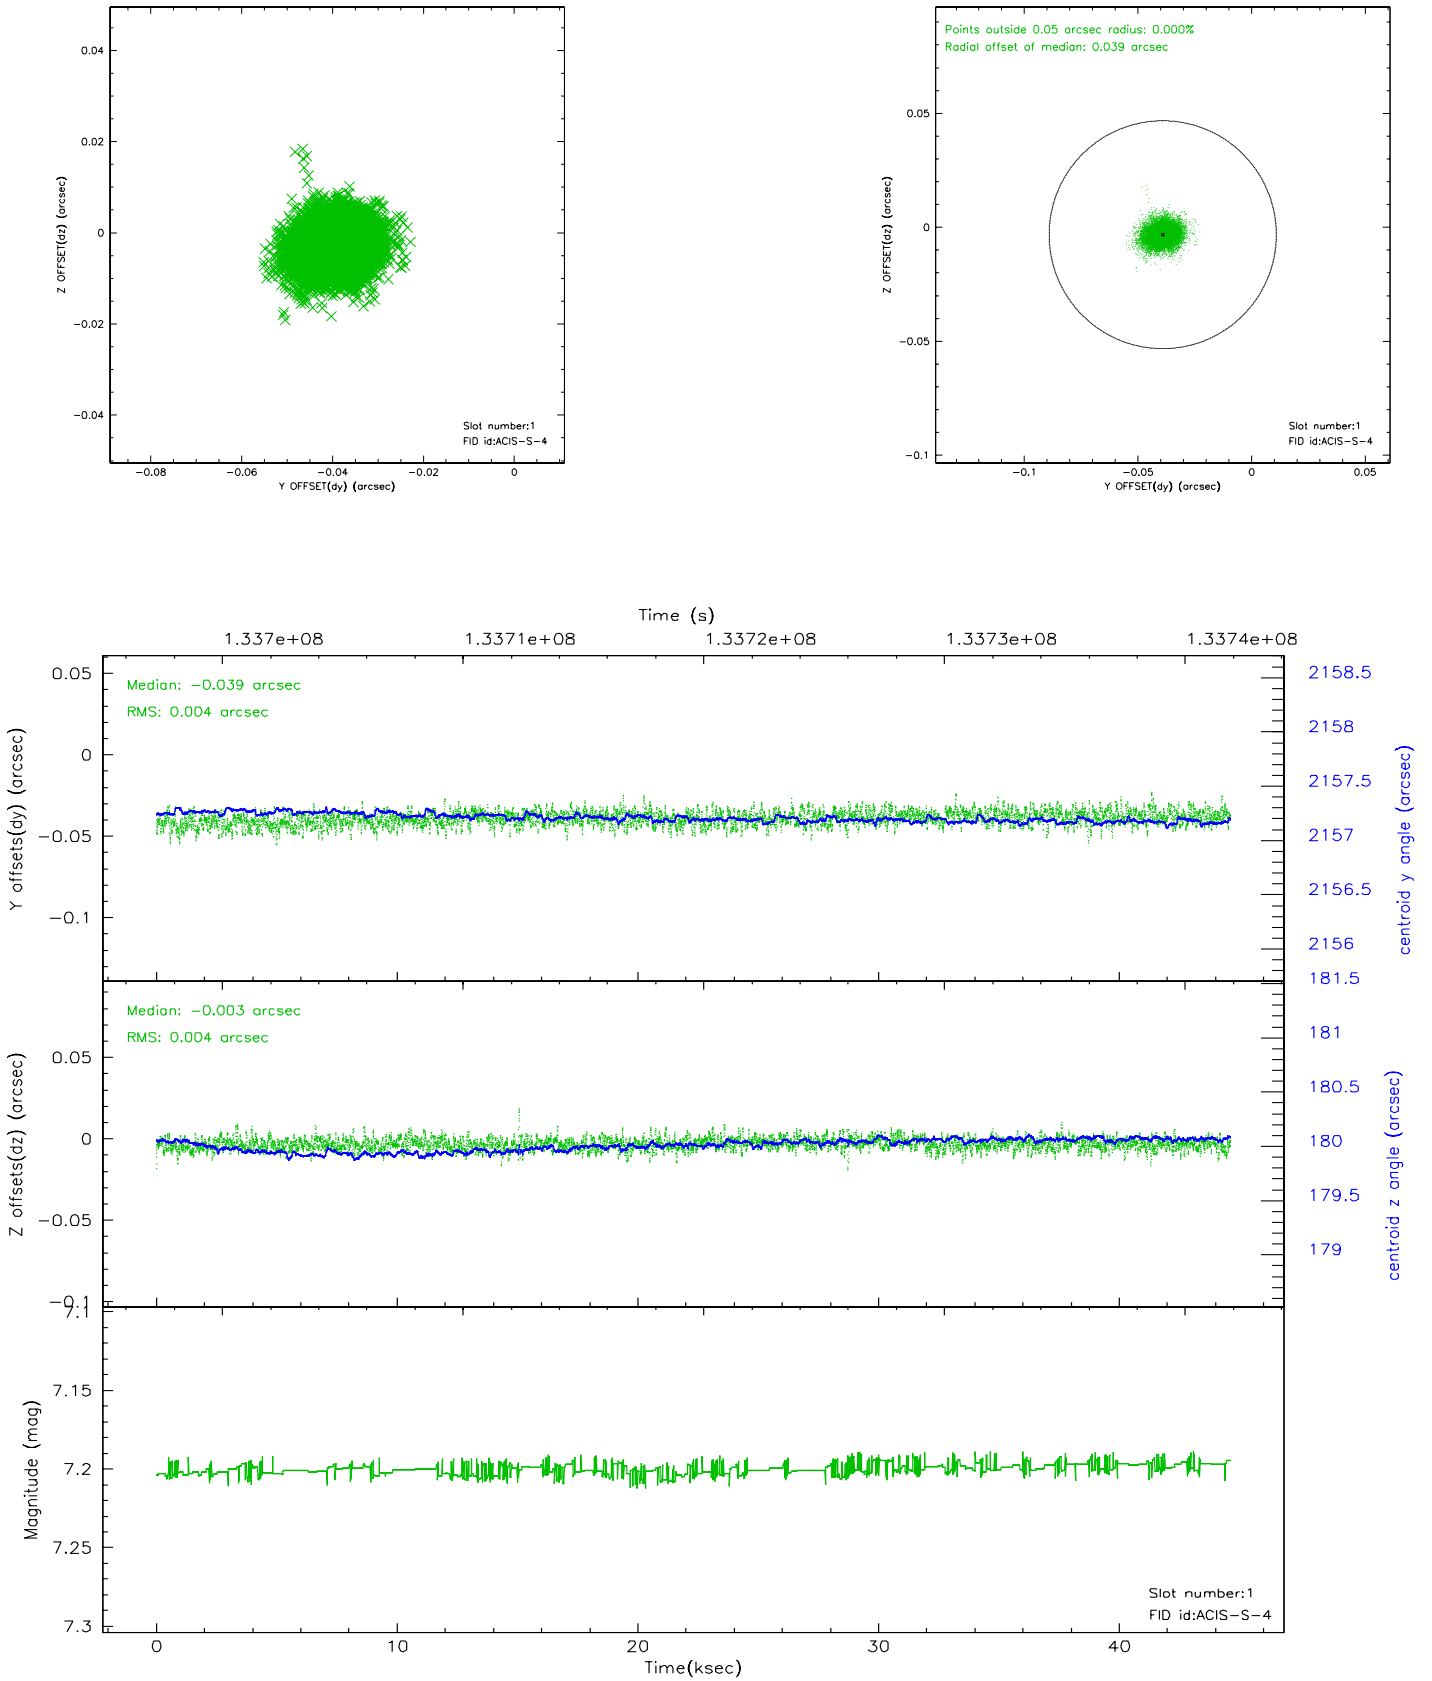 0.04
0.02
0
−0.02
−0.04
Z OFFSET(dz) (arcsec)
−0.08
−0.06
−0.04
−0.02
0
Y OFFSET(dy) (arcsec)
Slot number:1
FID id:ACIS−S−4
Points outside 0.05 arcsec radius: 0.000%
Radial offset of median: 0.039 arcsec
0.05
0
−0.05
−0.1
Z OFFSET(dz) (arcsec)
−0.1
−0.05
0
0.05
Y OFFSET(dy) (arcsec)
Slot number:1
FID id:ACIS−S−4
Time (s)
1.337e+08
1.3371e+08
1.3372e+08
1.3373e+08
1.3374e+08
Median: −0.039 arcsec
RMS: 0.004 arcsec
0.05
0
−0.05
−0.1
Y offsets(dy) (arcsec)
2158.5
2158
2157.5
2157
2156.5
2156
centroid y angle (arcsec)
Median: −0.003 arcsec
RMS: 0.004 arcsec
0.05
0
−0.05
−0.1
Z offsets(dz) (arcsec)
181.5
181
180.5
180
179.5
179
centroid z angle (arcsec)
7.1
7.15
7.2
7.25
7.3
Magnitude (mag)
Slot number:1
FID id:ACIS−S−4
0
10
20
30
40
Time(ksec)